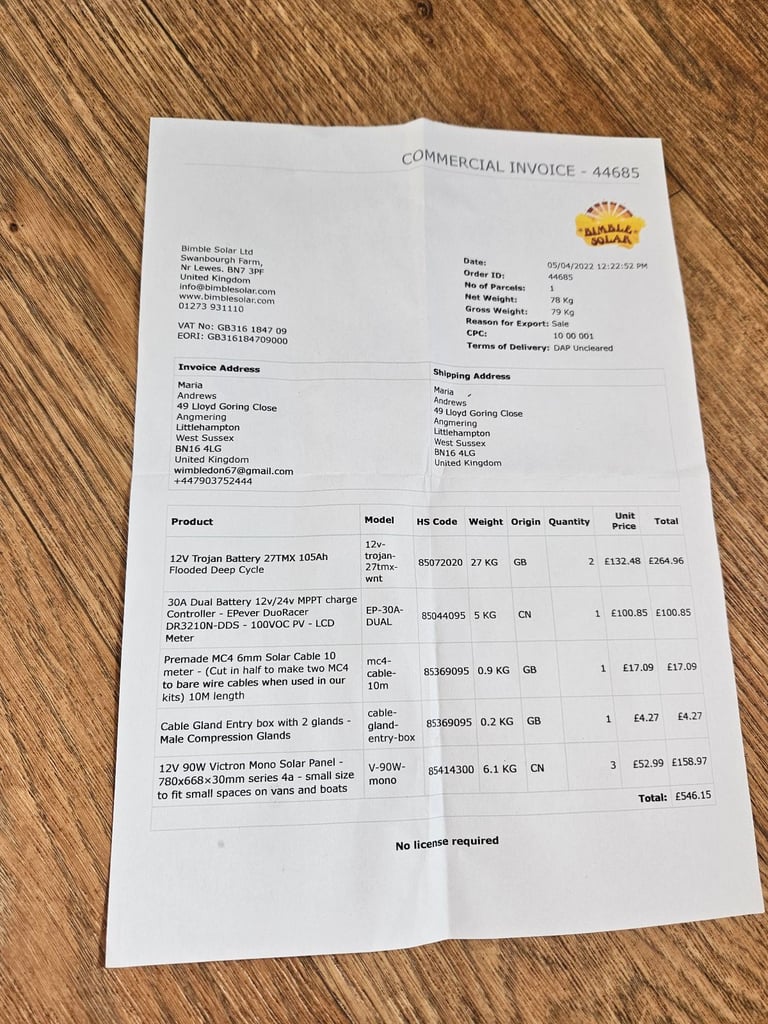 COMMERCIAL INVOICE - 44685
BIMBLE
SOLAR
Bimble Solar Ltd
Swanbourgh Farm,
Nr Lewes. BN7 3PF
United Kingdom
info@bimblesolar.com
www.bimblesolar.com
01273 931110
VAT No: GB316 1847 09
EORI: GB316184709000
Date: 05/04/2022 12:22:52 PM
Order ID: 44685
No of Parcels: 1
Net Weight: 78 Kg
Gross Weight: 79 Kg
Reason for Export: Sale
CPC: 10 00 001
Terms of Delivery: DAP Uncleared
Invoice Address
Maria
Andrews
49 Lloyd Goring Close
Angmering
Littlehampton
West Sussex
BN16 4LG
United Kingdom
wimbledon67@gmail.com
+447903752444
Shipping Address
Maria
Andrews
49 Lloyd Goring Close
Angmering
Littlehampton
West Sussex
BN16 4LG
United Kingdom
Product Model HS Code Weight Origin Quantity Unit Price Total
12V Trojan Battery 27TMX 105Ah
Flooded Deep Cycle
12v-
trojan-
27tmx-
wnt
85072020 27 KG GB 2 £132.48 £264.96
30A Dual Battery 12v/24v MPPT charge
Controller - EPever DuoRacer
DR3210N-DDS - 100VOC PV - LCD
Meter
EP-30A-
DUAL
85044095 5 KG CN 1 £100.85 £100.85
Premade MC4 6mm Solar Cable 10
meter - (Cut in half to make two MC4
to bare wire cables when used in our
kits) 10M length
mc4-
cable-
10m
85369095 0.9 KG GB 1 £17.09 £17.09
Cable Gland Entry box with 2 glands -
Male Compression Glands
cable-
gland-
entry-box
85369095 0.2 KG GB 1 £4.27 £4.27
12V 90W Victron Mono Solar Panel -
780x668×30mm series 4a - small size
to fit small spaces on vans and boats
V-90W-
mono
85414300 6.1 KG CN 3 £52.99 £158.97
Total: £546.15
No license required